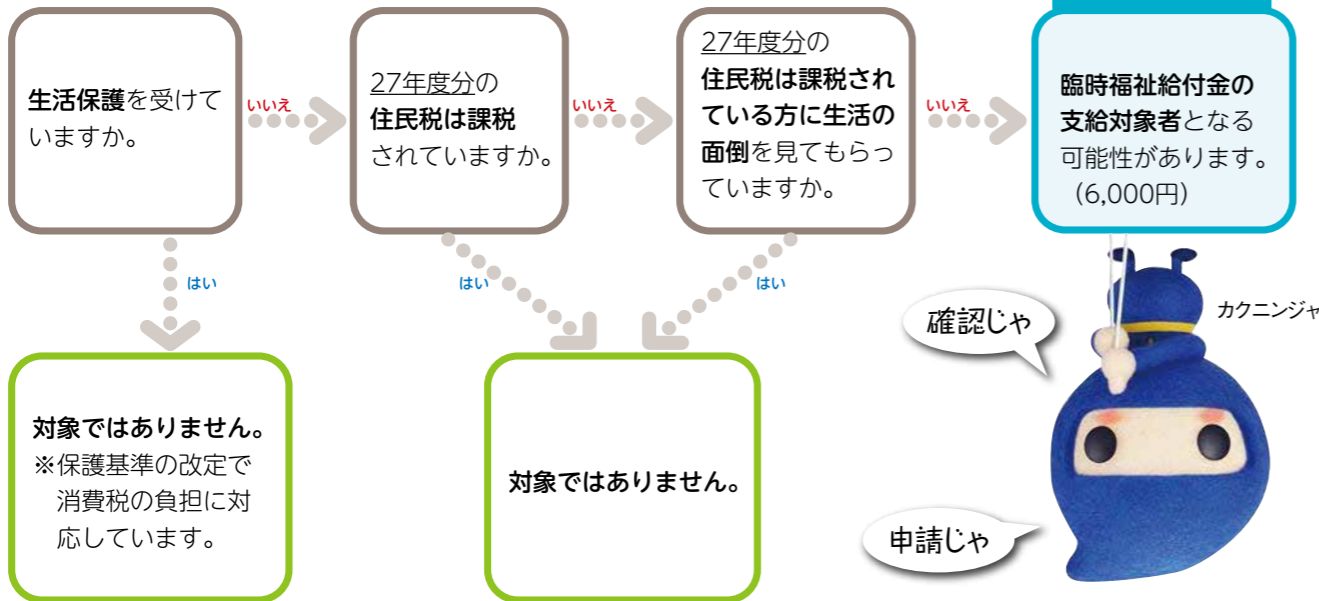 生活保護を受けて
いますか。
いいえ
27年度分の
住民税は課税
されていますか。
いいえ
27年度分の
住民税は課税され
ている方に生活の
面倒を見てもらっ
ていますか。
いいえ
臨時福祉給付金の
支給対象者となる
可能性があります。
(6,000円)
はい
はい
はい
対象ではありません。
※保護基準の改定で
消費税の負担に対
応しています。
対象ではありません。
確認じゃ
カクニンジャ
申請じゃ